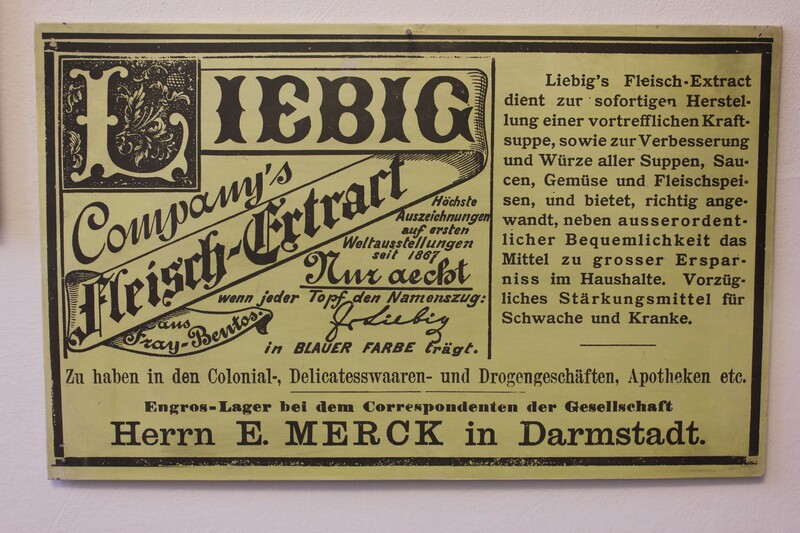 LIEBIG
Company's
Fleisch-Extract
aus
Fray-Bentos.
Höchste
Auszeichnungen
auf ersten
Weltausstellungen
seit 1867
Nur aecht
wenn jeder Topf den Namenszug:
J v Liebig
in BLAUER FARBE trägt.
Liebig's Fleisch-Extract
dient zur sofortigen Herstel-
lung einer vortrefflichen Kraft-
suppe, sowie zur Verbesserung
und Würze aller Suppen, Sau-
cen, Gemüse und Fleischspei-
sen, und bietet, richtig ange-
wandt, neben ausserordent-
licher Bequemlichkeit das
Mittel zu grosser Erspar-
niss im Haushalte. Vorzüg-
liches Stärkungsmittel für
Schwache und Kranke.
Zu haben in den Colonial-, Delicatesswaaren- und Drogengeschäften, Apotheken etc.
Engros-Lager bei dem Correspondenten der Gesellschaft
Herrn E. MERCK in Darmstadt.